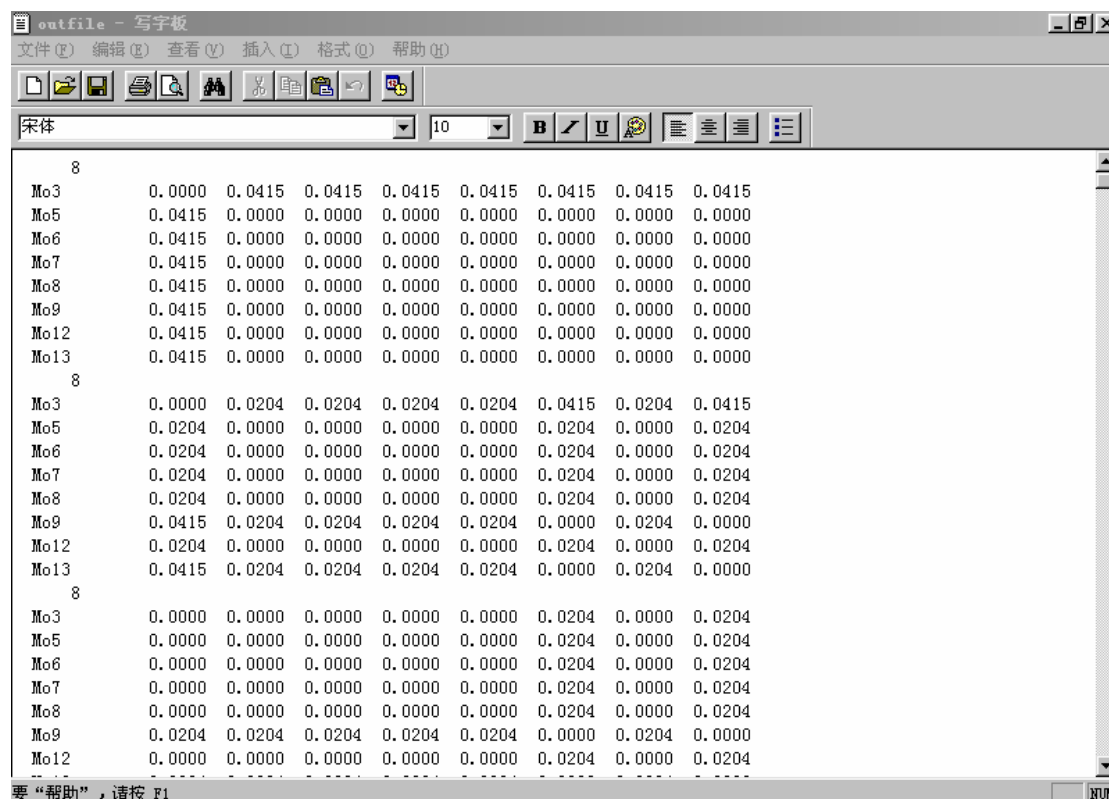 outfile - 写字板
文件(F) 编辑(E) 查看(V) 插入(I) 格式(O) 帮助(H)
宋体 10 B I U
8
Mo3 0.0000 0.0415 0.0415 0.0415 0.0415 0.0415 0.0415 0.0415
Mo5 0.0415 0.0000 0.0000 0.0000 0.0000 0.0000 0.0000 0.0000
Mo6 0.0415 0.0000 0.0000 0.0000 0.0000 0.0000 0.0000 0.0000
Mo7 0.0415 0.0000 0.0000 0.0000 0.0000 0.0000 0.0000 0.0000
Mo8 0.0415 0.0000 0.0000 0.0000 0.0000 0.0000 0.0000 0.0000
Mo9 0.0415 0.0000 0.0000 0.0000 0.0000 0.0000 0.0000 0.0000
Mo12 0.0415 0.0000 0.0000 0.0000 0.0000 0.0000 0.0000 0.0000
Mo13 0.0415 0.0000 0.0000 0.0000 0.0000 0.0000 0.0000 0.0000
8
Mo3 0.0000 0.0204 0.0204 0.0204 0.0204 0.0415 0.0204 0.0415
Mo5 0.0204 0.0000 0.0000 0.0000 0.0000 0.0204 0.0000 0.0204
Mo6 0.0204 0.0000 0.0000 0.0000 0.0000 0.0204 0.0000 0.0204
Mo7 0.0204 0.0000 0.0000 0.0000 0.0000 0.0204 0.0000 0.0204
Mo8 0.0204 0.0000 0.0000 0.0000 0.0000 0.0204 0.0000 0.0204
Mo9 0.0415 0.0204 0.0204 0.0204 0.0204 0.0000 0.0204 0.0000
Mo12 0.0204 0.0000 0.0000 0.0000 0.0000 0.0204 0.0000 0.0204
Mo13 0.0415 0.0204 0.0204 0.0204 0.0204 0.0000 0.0204 0.0000
8
Mo3 0.0000 0.0000 0.0000 0.0000 0.0000 0.0204 0.0000 0.0204
Mo5 0.0000 0.0000 0.0000 0.0000 0.0000 0.0204 0.0000 0.0204
Mo6 0.0000 0.0000 0.0000 0.0000 0.0000 0.0204 0.0000 0.0204
Mo7 0.0000 0.0000 0.0000 0.0000 0.0000 0.0204 0.0000 0.0204
Mo8 0.0000 0.0000 0.0000 0.0000 0.0000 0.0204 0.0000 0.0204
Mo9 0.0204 0.0204 0.0204 0.0204 0.0204 0.0000 0.0204 0.0000
Mo12 0.0000 0.0000 0.0000 0.0000 0.0000 0.0204 0.0000 0.0204
要“帮助”,请按 F1